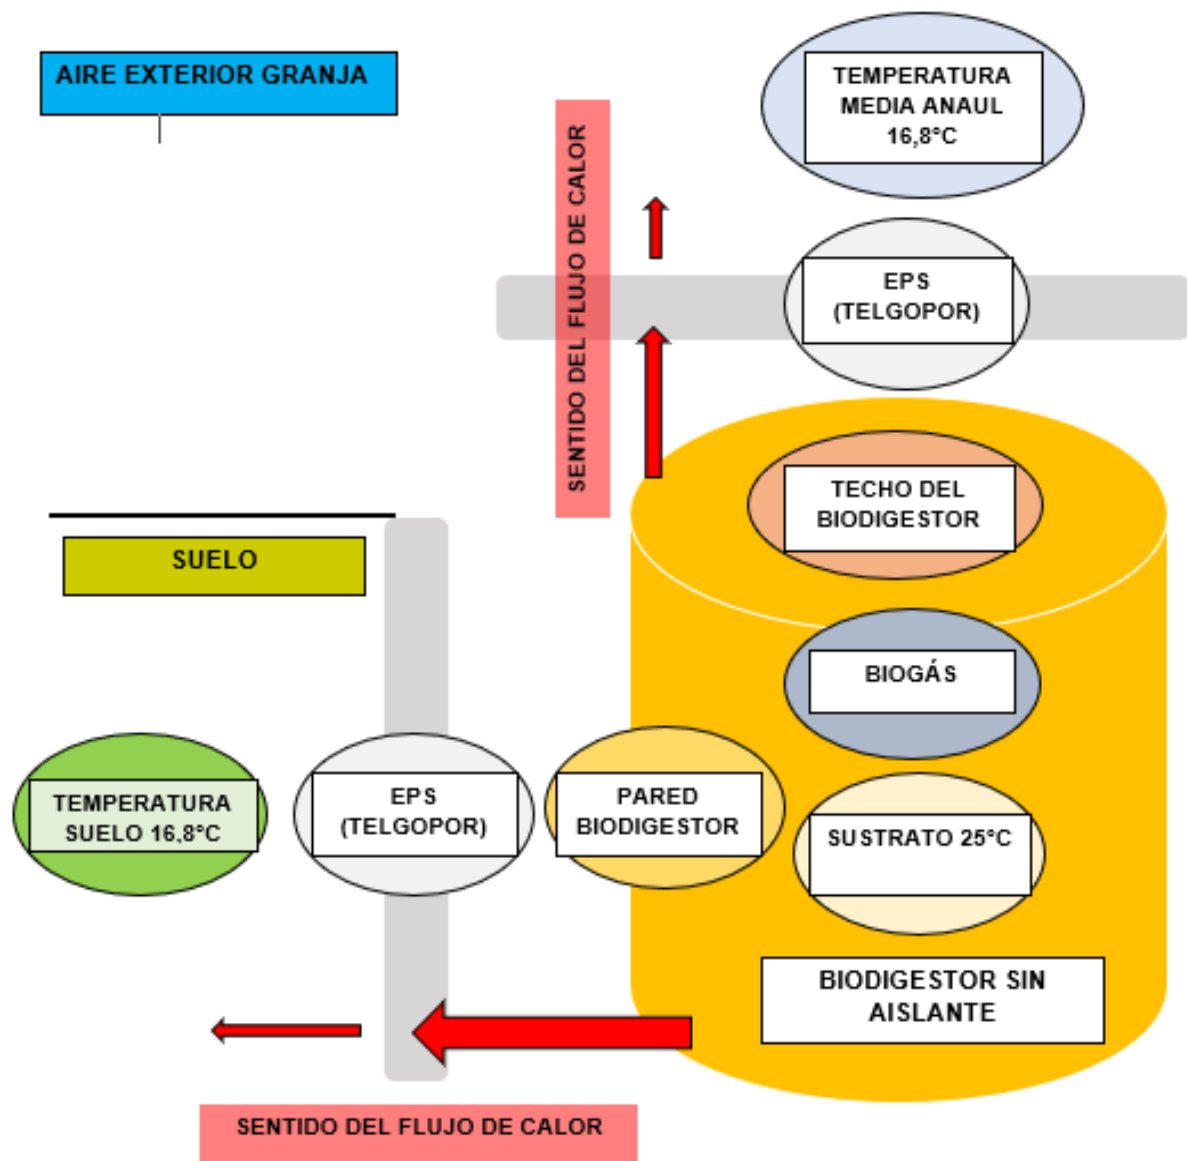 AIRE EXTERIOR GRANJA
TEMPERATURA
MEDIA ANAUL
16,8°C
SENTIDO DEL FLUJO DE CALOR
EPS
(TELGOPOR)
TECHO DEL
BIODIGESTOR
SUELO
BIOGÁS
TEMPERATURA
SUELO 16,8°C
EPS
(TELGOPOR)
PARED
BIODIGESTOR
SUSTRATO 25°C
BIODIGESTOR SIN
AISLANTE
SENTIDO DEL FLUJO DE CALOR